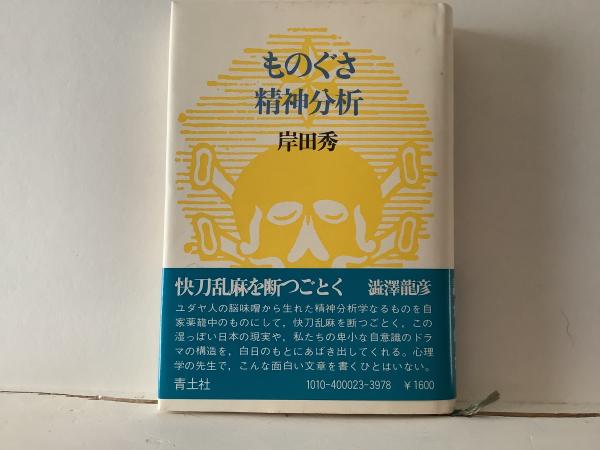 ものぐさ
精神分析
岸田秀
快刀乱麻を断つごとく　澁澤龍彦
ユダヤ人の脳味噌から生れた精神分析学なるものを自
家薬籠中のものにして，快刀乱麻を断つごとく，この
湿っぽい日本の現実や，私たちの卑小な自意識のドラ
マの構造を，白日のもとにあばき出してくれる。心理
学の先生で，こんな面白い文章を書くひとはいない。
青土社　1010-400023-3978　￥1600